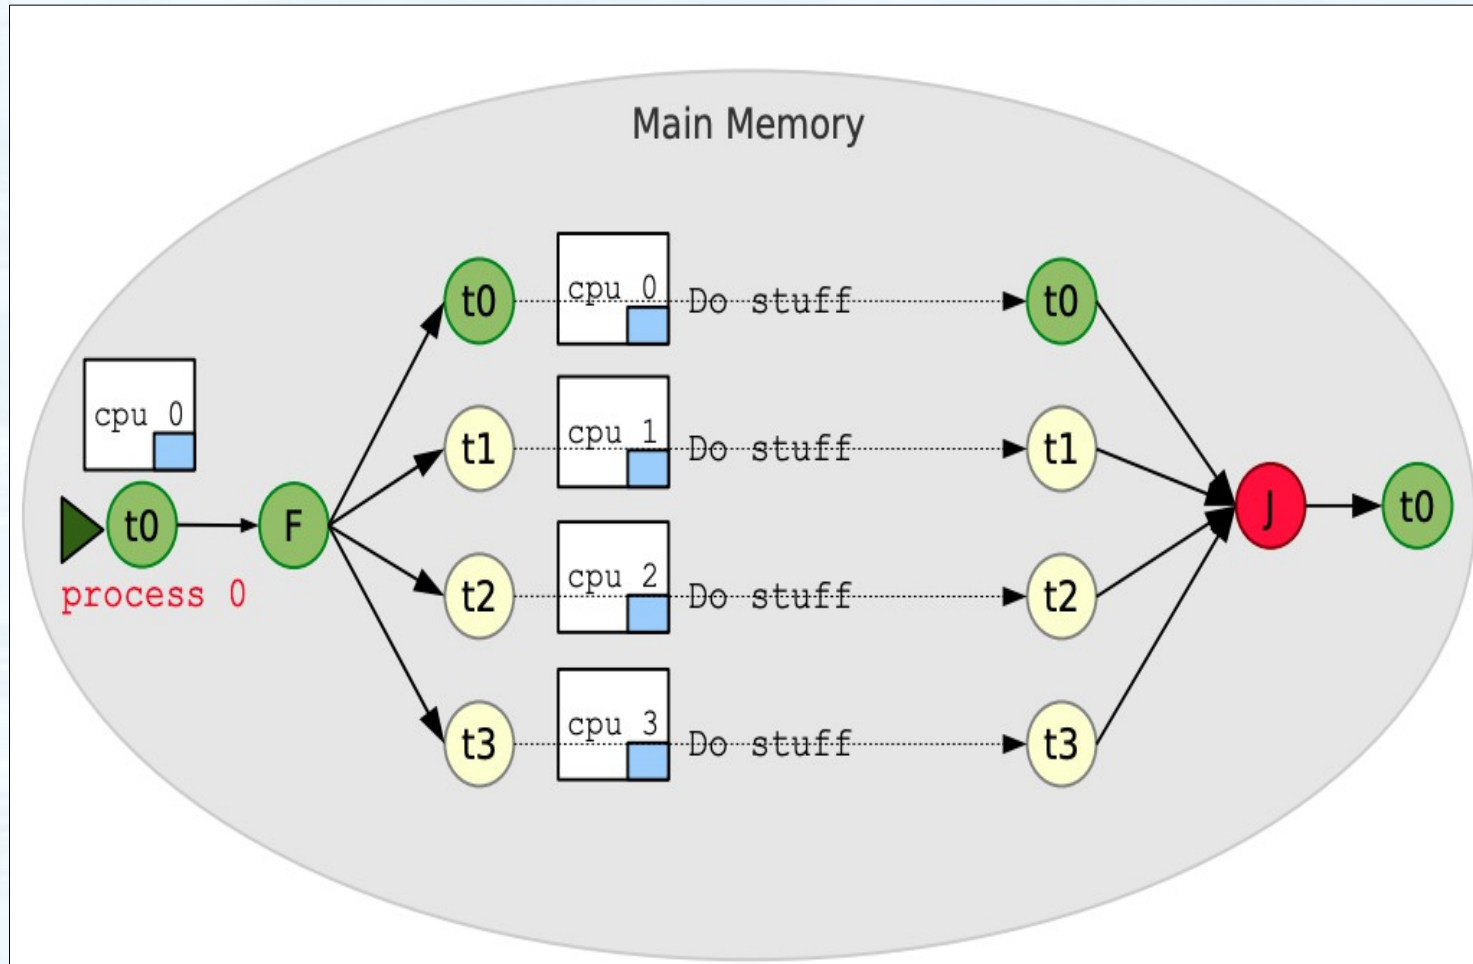 Main Memory
t0
cpu 0
Do stuff
t0
cpu 0
t1
cpu 1
Do stuff
t1
t0
F
J
t0
process 0
t2
cpu 2
Do stuff
t2
t3
cpu 3
Do stuff
t3